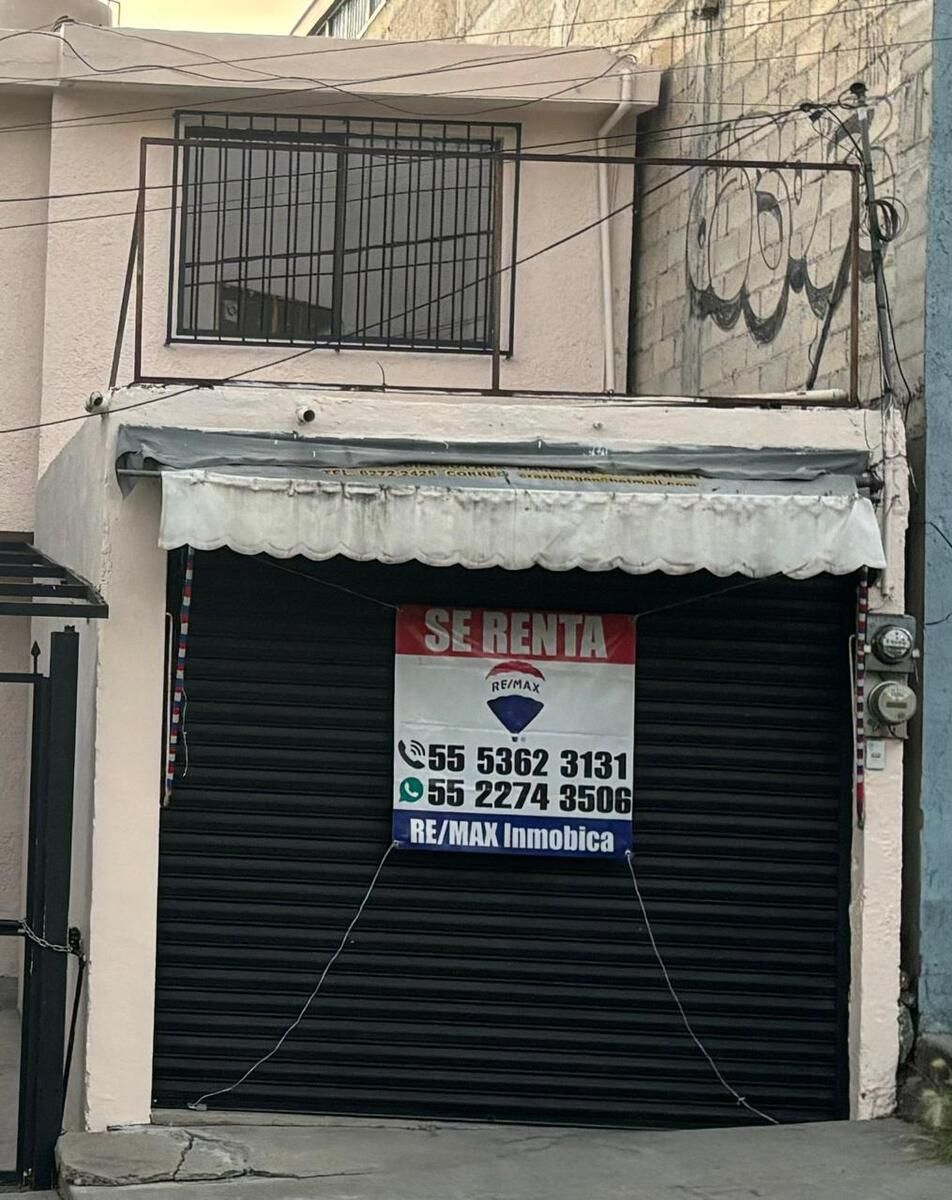 SE RENTA
RE/MAX
55 5362 3131
55 2274 3506
RE/MAX Inmobica